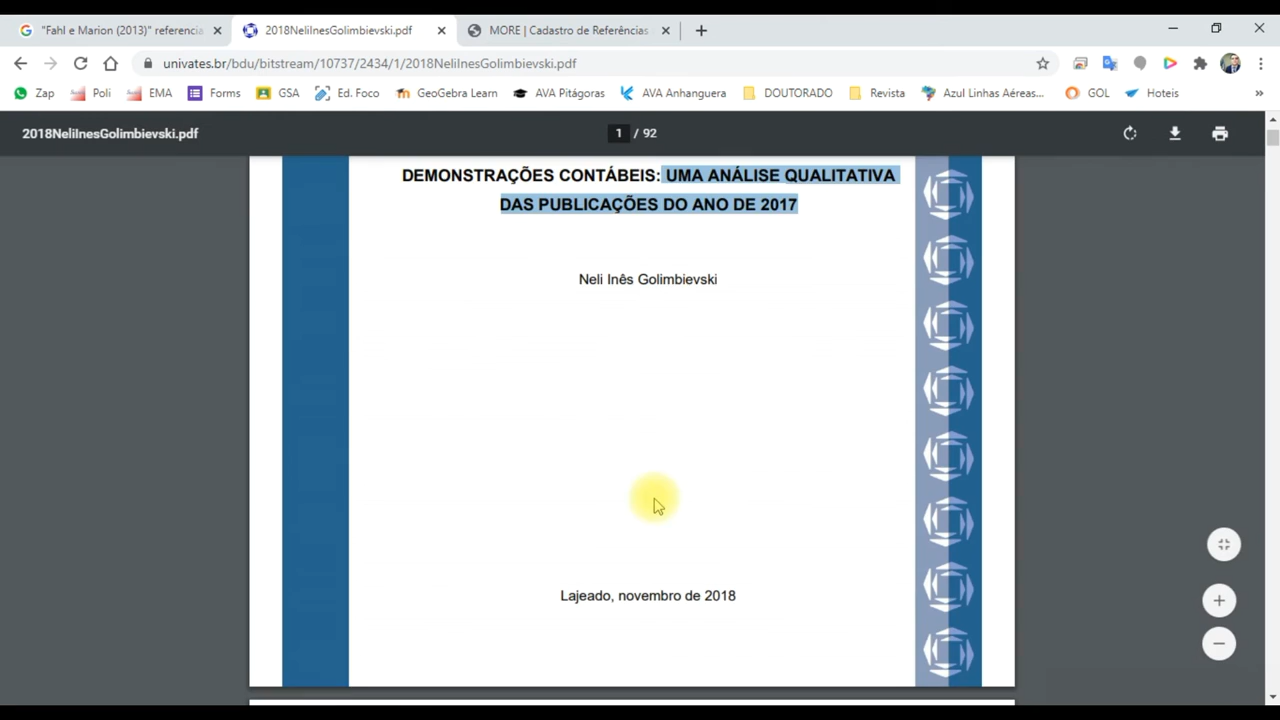 "Fahl e Marion (2013)" referencia
2018NeliInesGolimbievski.pdf
MORE | Cadastro de Referências
univates.br/bdu/bitstream/10737/2434/1/2018NeliInesGolimbievski.pdf
Zap Poli EMA Forms GSA Ed. Foco GeoGebra Learn AVA Pitágoras AVA Anhanguera DOUTORADO Revista Azul Linhas Aéreas... GOL Hoteis »
2018NeliInesGolimbievski.pdf 1 / 92
DEMONSTRAÇÕES CONTÁBEIS: UMA ANÁLISE QUALITATIVA
DAS PUBLICAÇÕES DO ANO DE 2017
Neli Inês Golimbievski
Lajeado, novembro de 2018